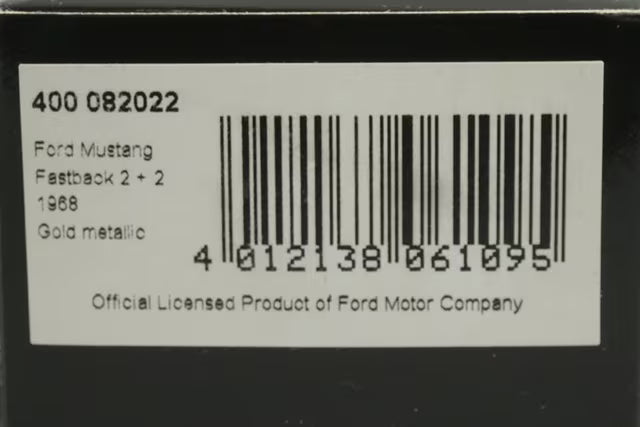 400 082022
Ford Mustang
Fastback 2 + 2
1968
Gold metallic
4 012138 061095
Official Licensed Product of Ford Motor Company